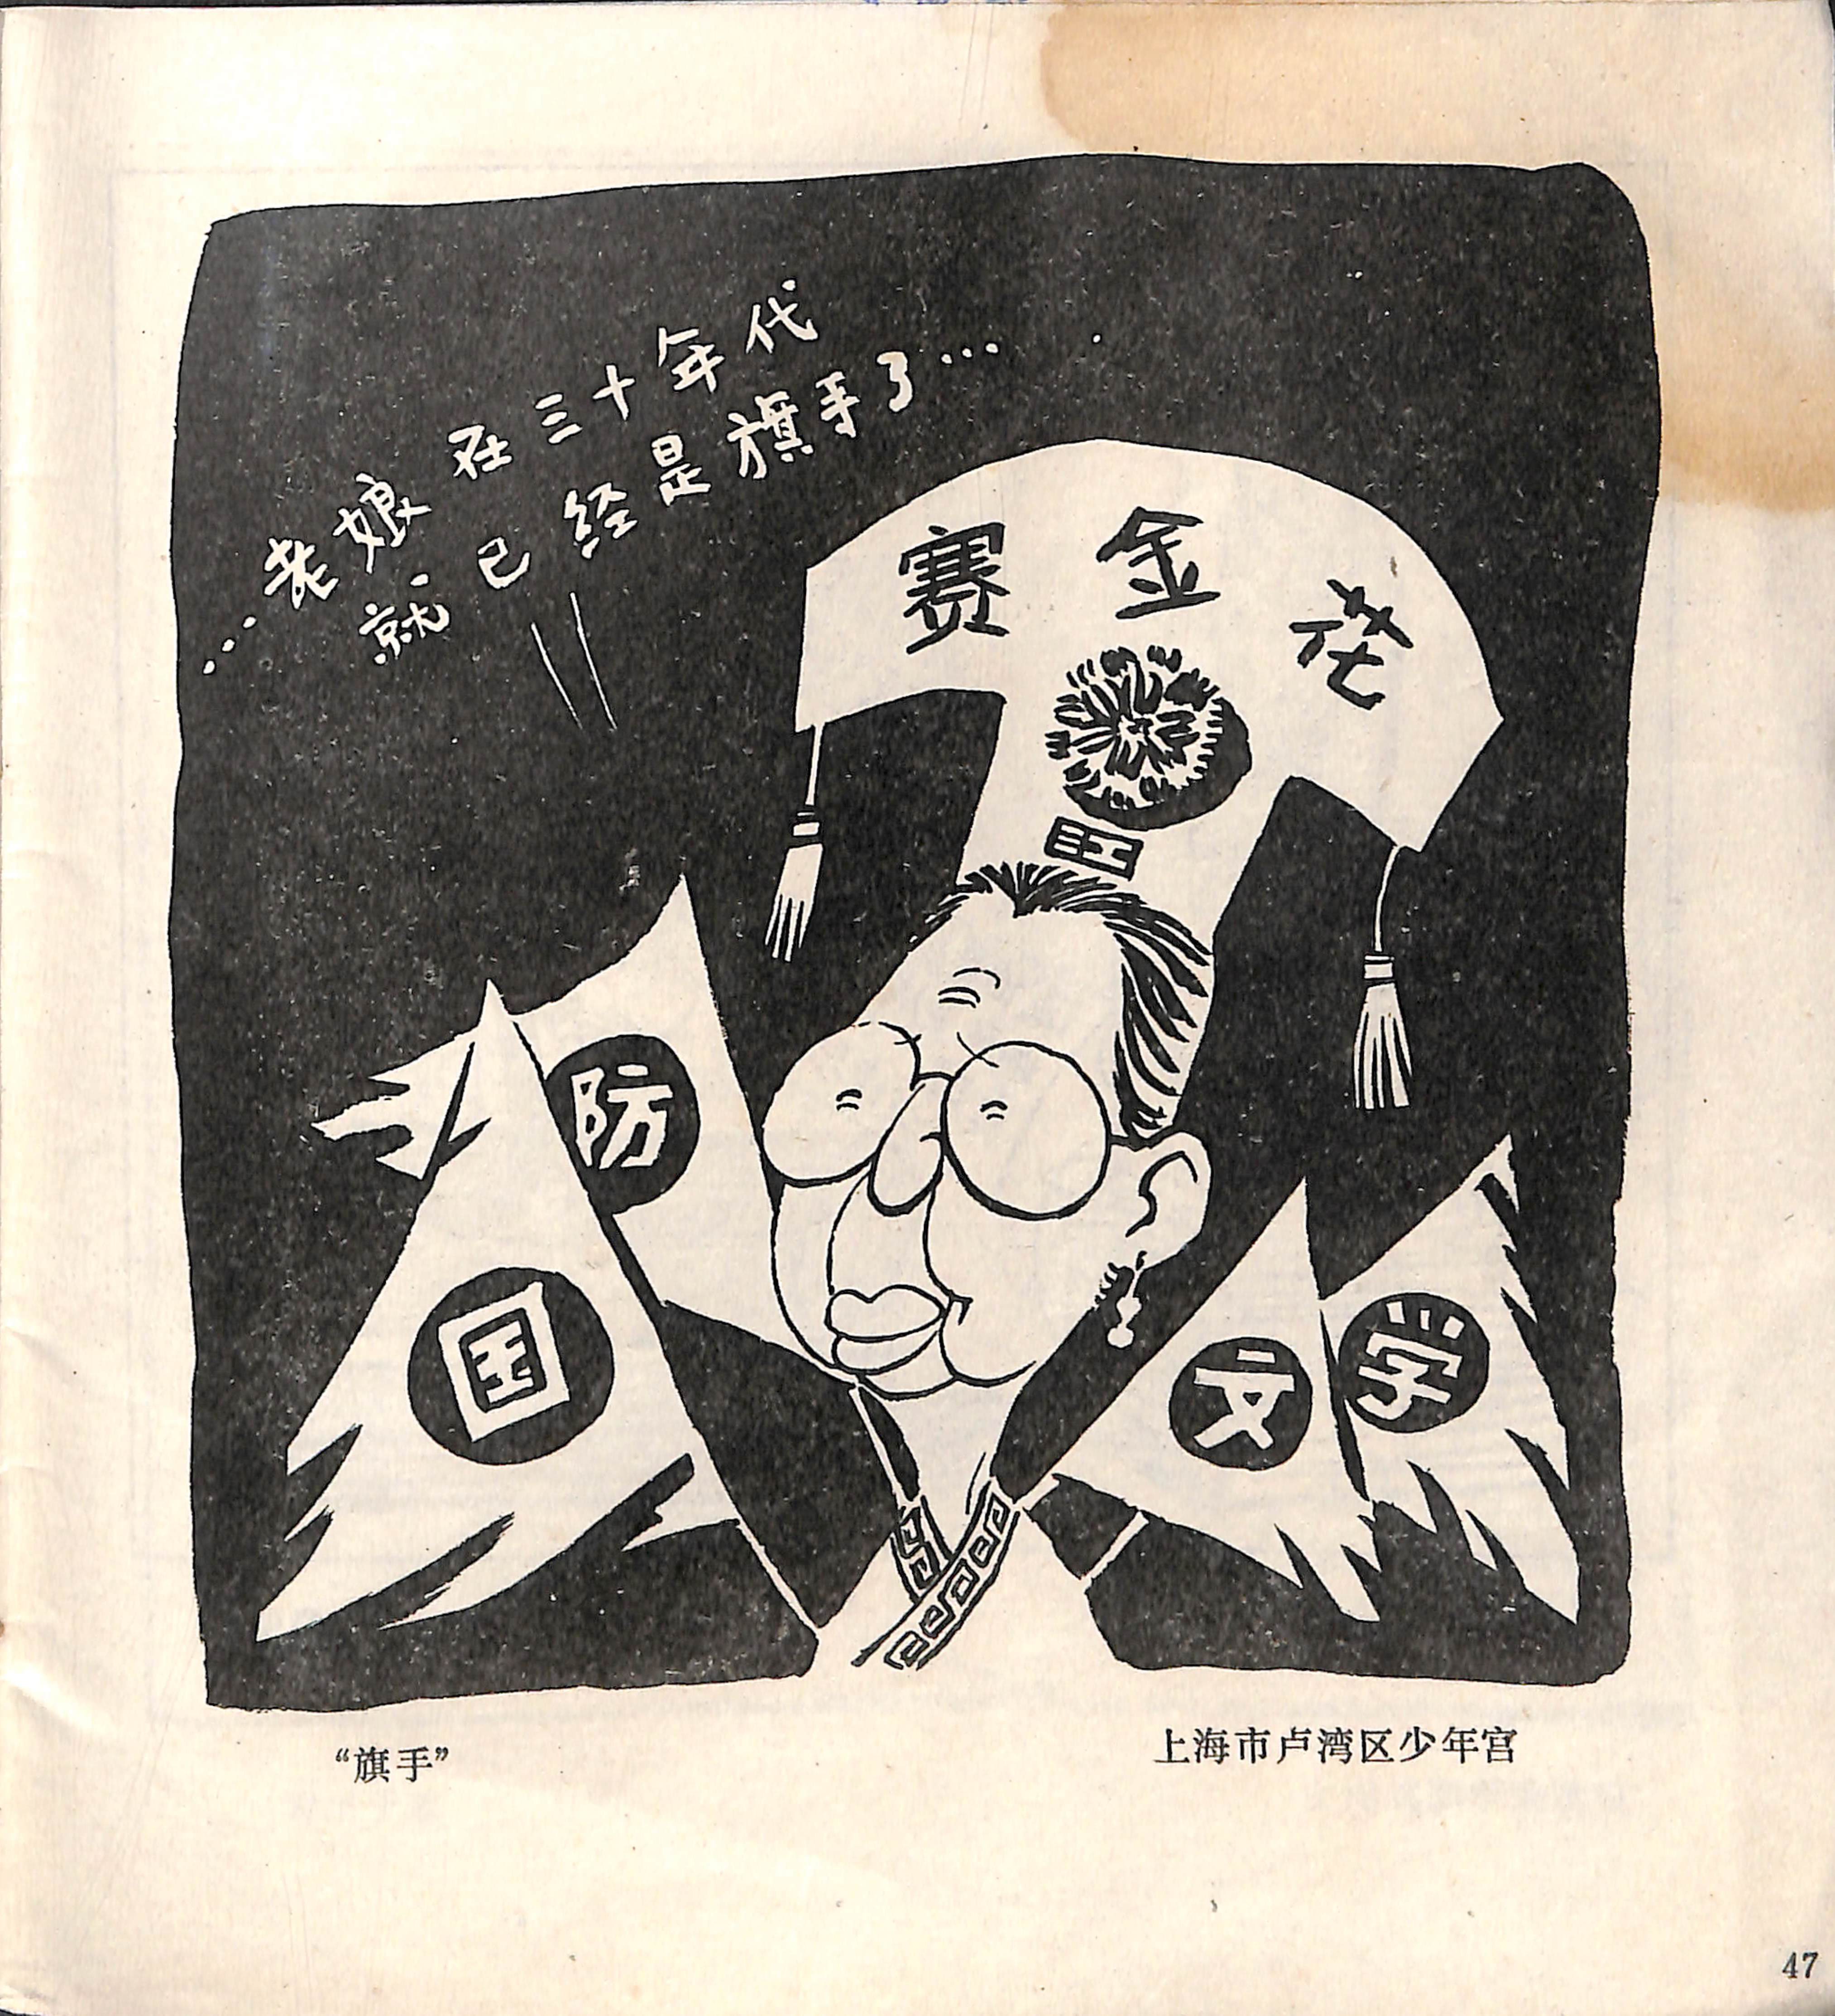 …老娘在三十年代
就已经是旗手了…
赛金花
江
国防
文学
“旗手”
上海市卢湾区少年宫
47